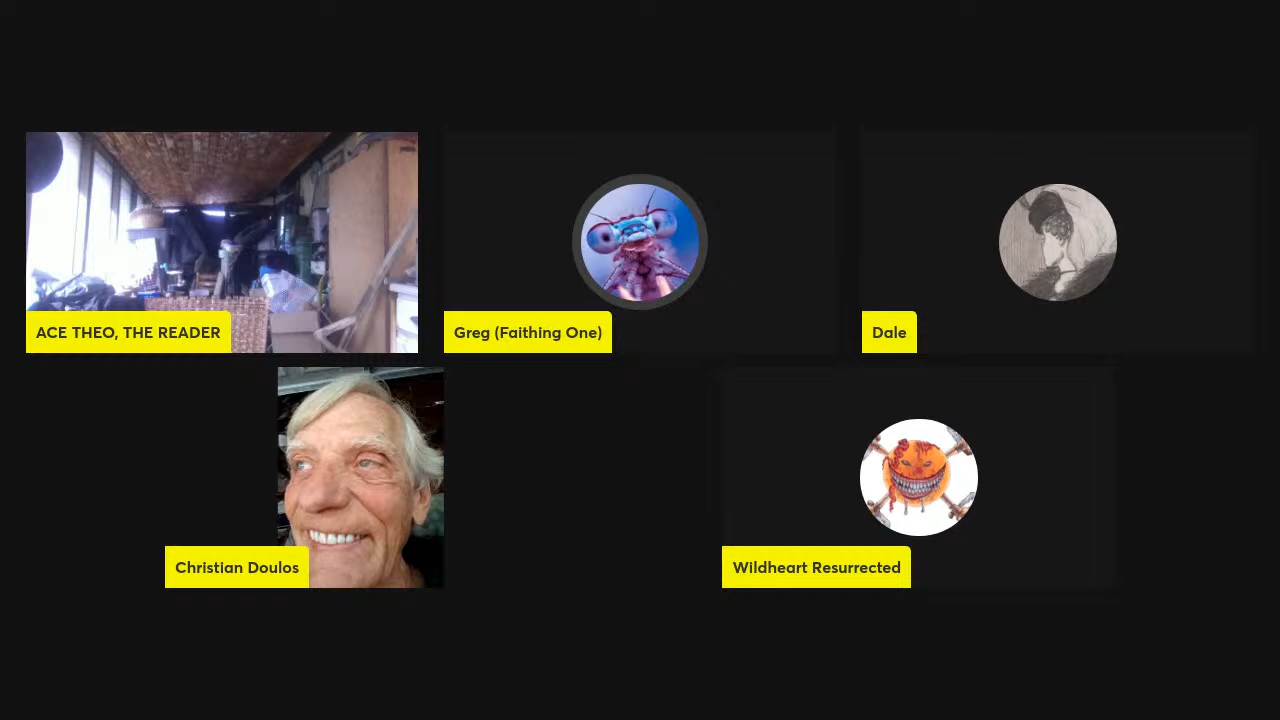 ACE THEO, THE READER
Greg (Faithing One)
Dale
Christian Doulos
Wildheart Resurrected